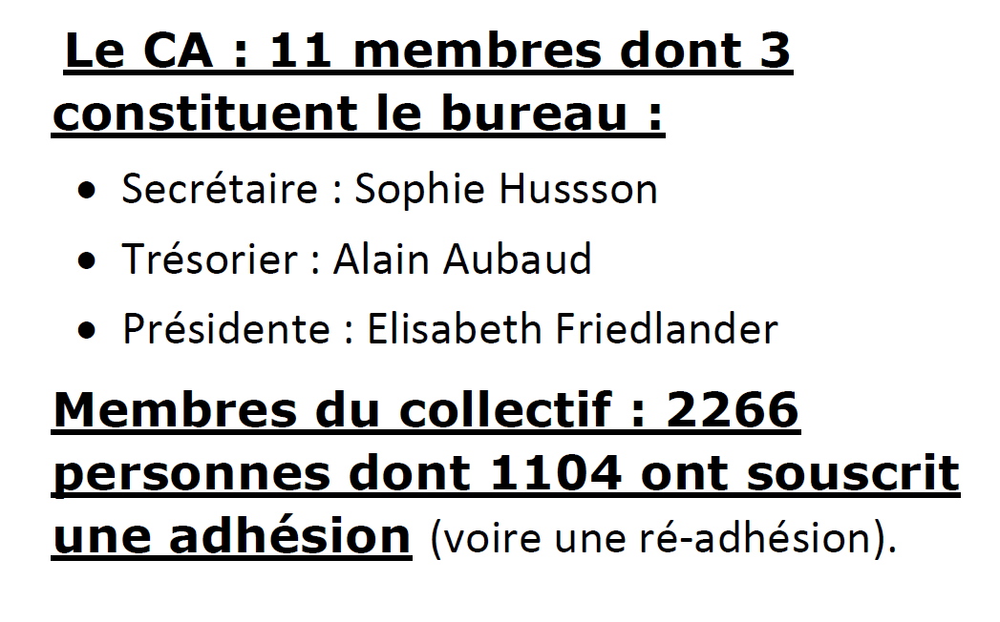 Le CA : 11 membres dont 3
constituent le bureau :
• Secrétaire : Sophie Hussson
• Trésorier : Alain Aubaud
• Présidente : Elisabeth Friedlander
Membres du collectif : 2266
personnes dont 1104 ont souscrit
une adhésion (voire une ré-adhésion).